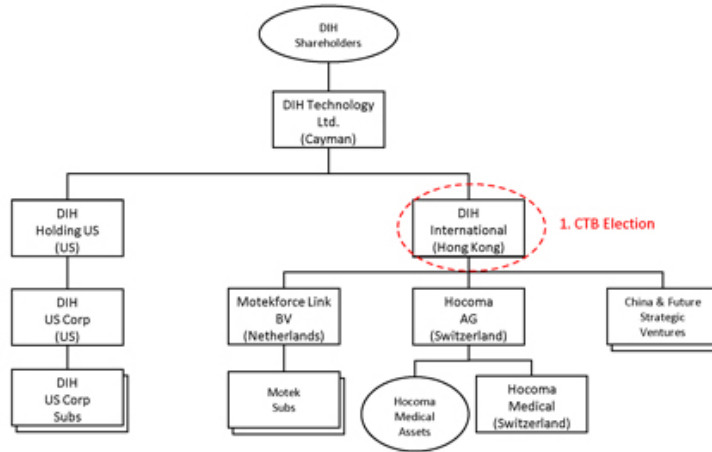 DIH
Shareholders
DIH Technology
Ltd.
(Cayman)
DIH
Holding US
(US)
DIH
International
(Hong Kong)
1. CTB Election
DIH
US Corp
(US)
Motekforce Link
BV
(Netherlands)
Hocoma
AG
(Switzerland)
China & Future
Strategic
Ventures
DIH
US Corp
Subs
Motek
Subs
Hocoma
Medical
Assets
Hocoma
Medical
(Switzerland)